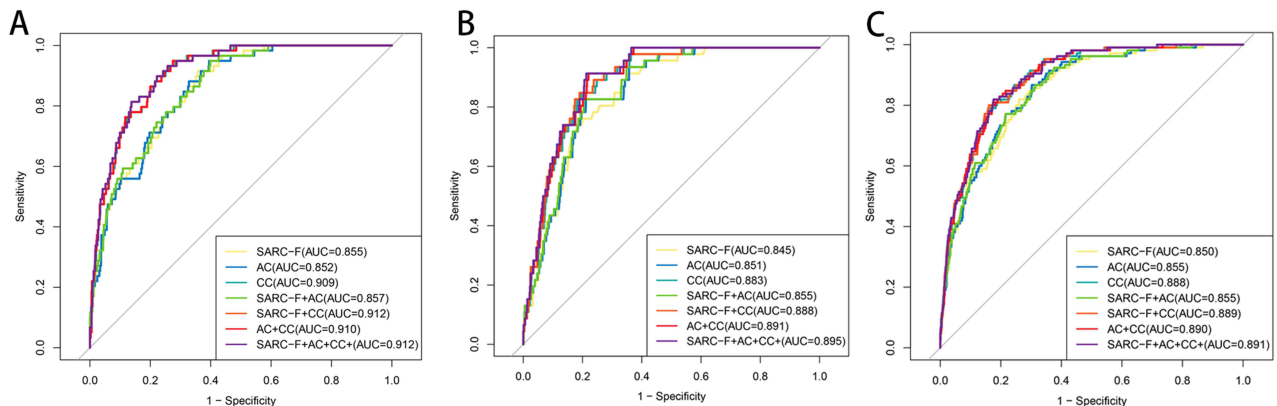 A
1.0
0.8
0.6
0.4
0.2
0.0
Sensitivity
SARC-F(AUC=0.855)
AC(AUC=0.852)
CC(AUC=0.909)
SARC-F+AC(AUC=0.857)
SARC-F+CC(AUC=0.912)
AC+CC(AUC=0.910)
SARC-F+AC+CC+(AUC=0.912)
0.0 0.2 0.4 0.6 0.8 1.0
1 - Specificity
B
1.0
0.8
0.6
0.4
0.2
0.0
Sensitivity
SARC-F(AUC=0.845)
AC(AUC=0.851)
CC(AUC=0.883)
SARC-F+AC(AUC=0.855)
SARC-F+CC(AUC=0.888)
AC+CC(AUC=0.891)
SARC-F+AC+CC+(AUC=0.895)
0.0 0.2 0.4 0.6 0.8 1.0
1 - Specificity
C
1.0
0.8
0.6
0.4
0.2
0.0
Sensitivity
SARC-F(AUC=0.850)
AC(AUC=0.855)
CC(AUC=0.888)
SARC-F+AC(AUC=0.855)
SARC-F+CC(AUC=0.889)
AC+CC(AUC=0.890)
SARC-F+AC+CC+(AUC=0.891)
0.0 0.2 0.4 0.6 0.8 1.0
1 - Specificity